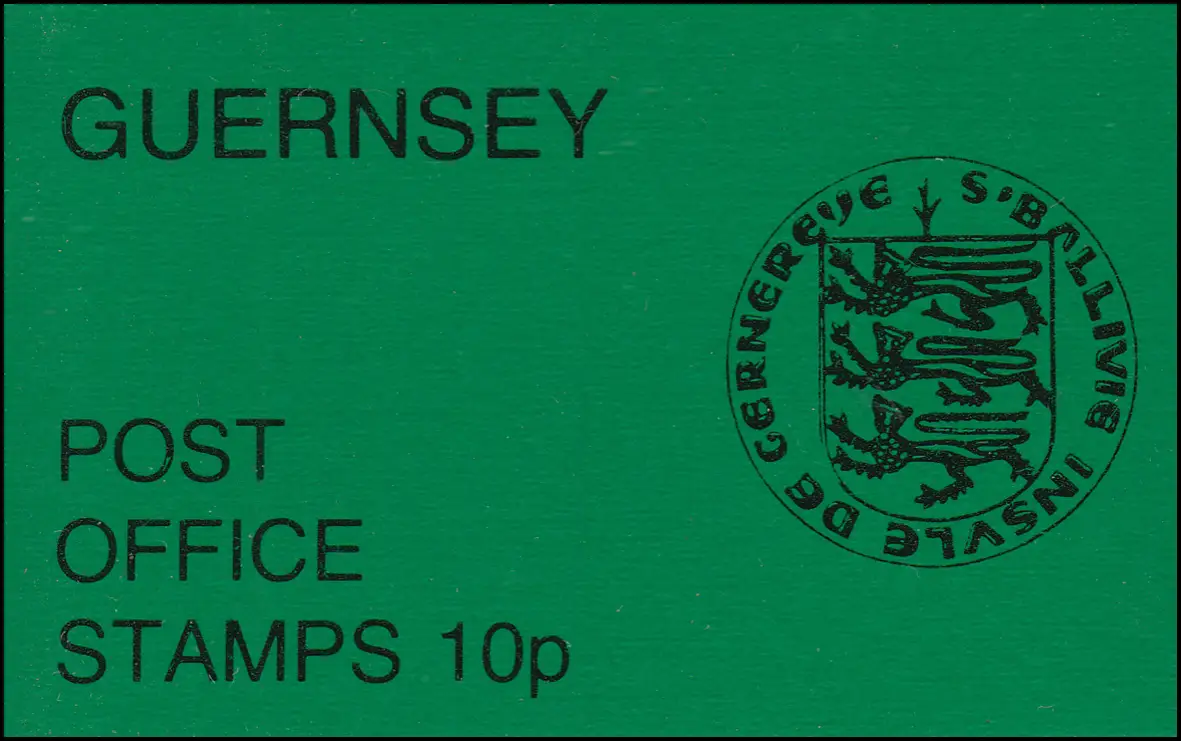 GUERNSEY
S'BALLIVIE INSVLE DE GERNEREYE
POST
OFFICE
STAMPS 10p